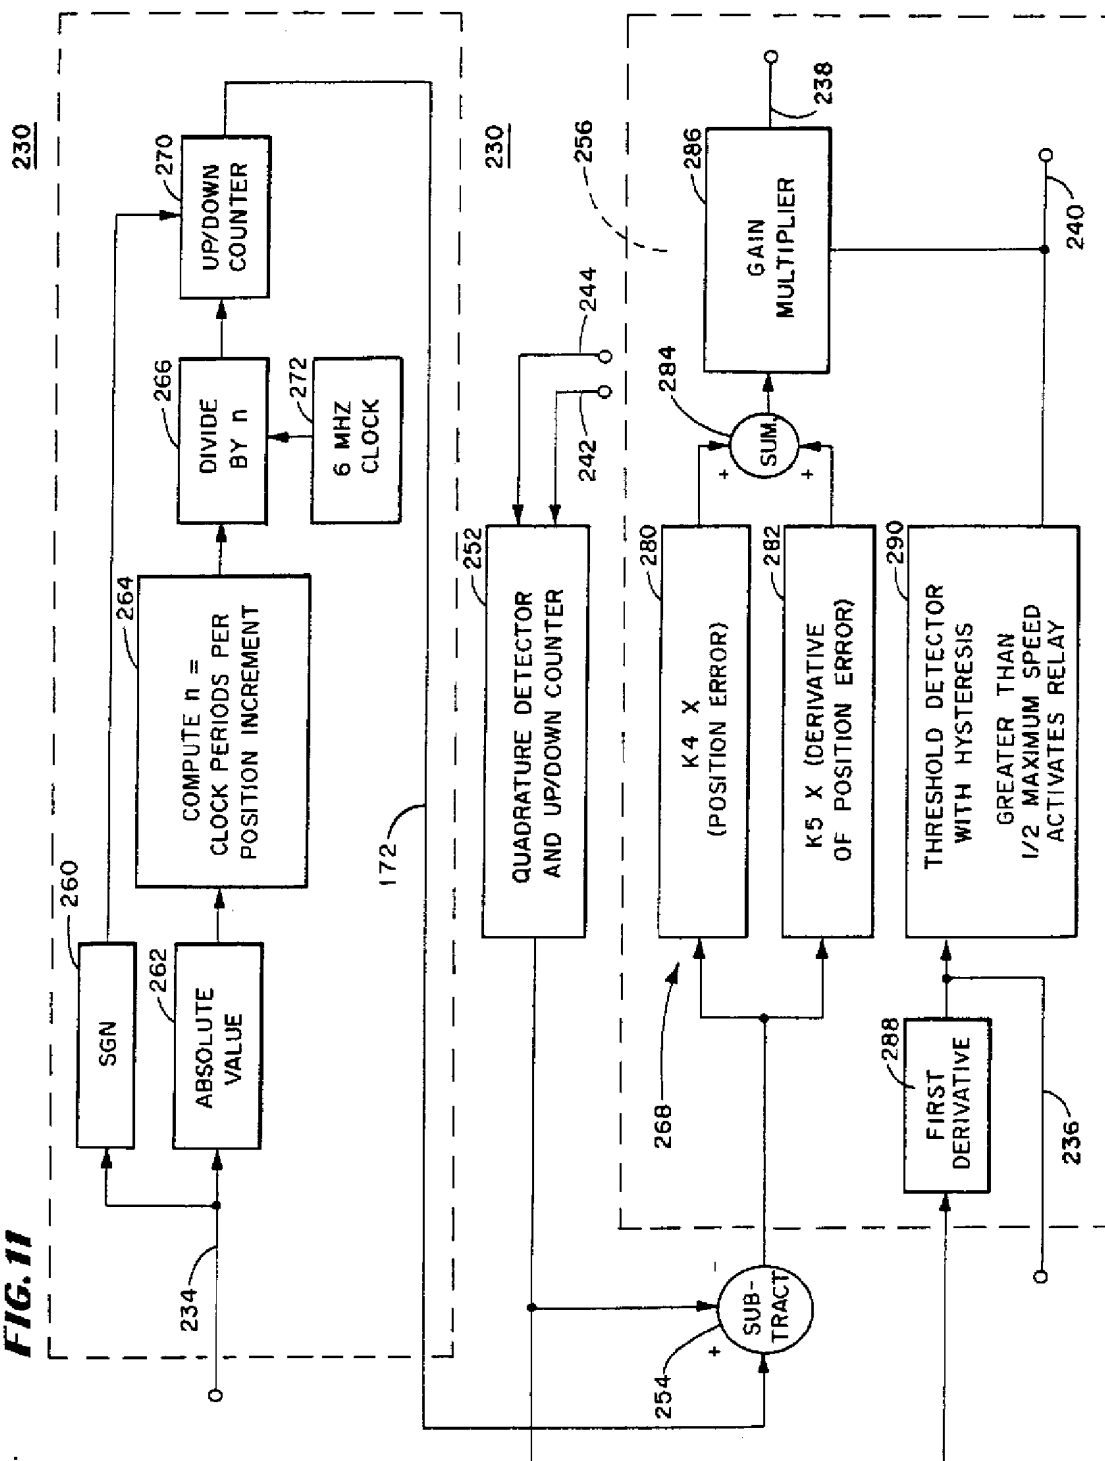 FIG. 11
230
234
260
SGN
262
ABSOLUTE
VALUE
264
COMPUTE n =
CLOCK PERIODS PER
POSITION INCREMENT
266
DIVIDE
BY n
272
6 MHZ
CLOCK
270
UP/DOWN
COUNTER
172
230
252
QUADRATURE DETECTOR
AND UP/DOWN COUNTER
242
244
256
254
+
-
SUB-
TRACT
268
280
K4 X
(POSITION ERROR)
282
K5 X (DERIVATIVE
OF POSITION ERROR)
284
+
+
SUM.
286
GAIN
MULTIPLIER
238
288
FIRST
DERIVATIVE
236
290
THRESHOLD DETECTOR
WITH HYSTERESIS
GREATER THAN
1/2 MAXIMUM SPEED
ACTIVATES RELAY
240